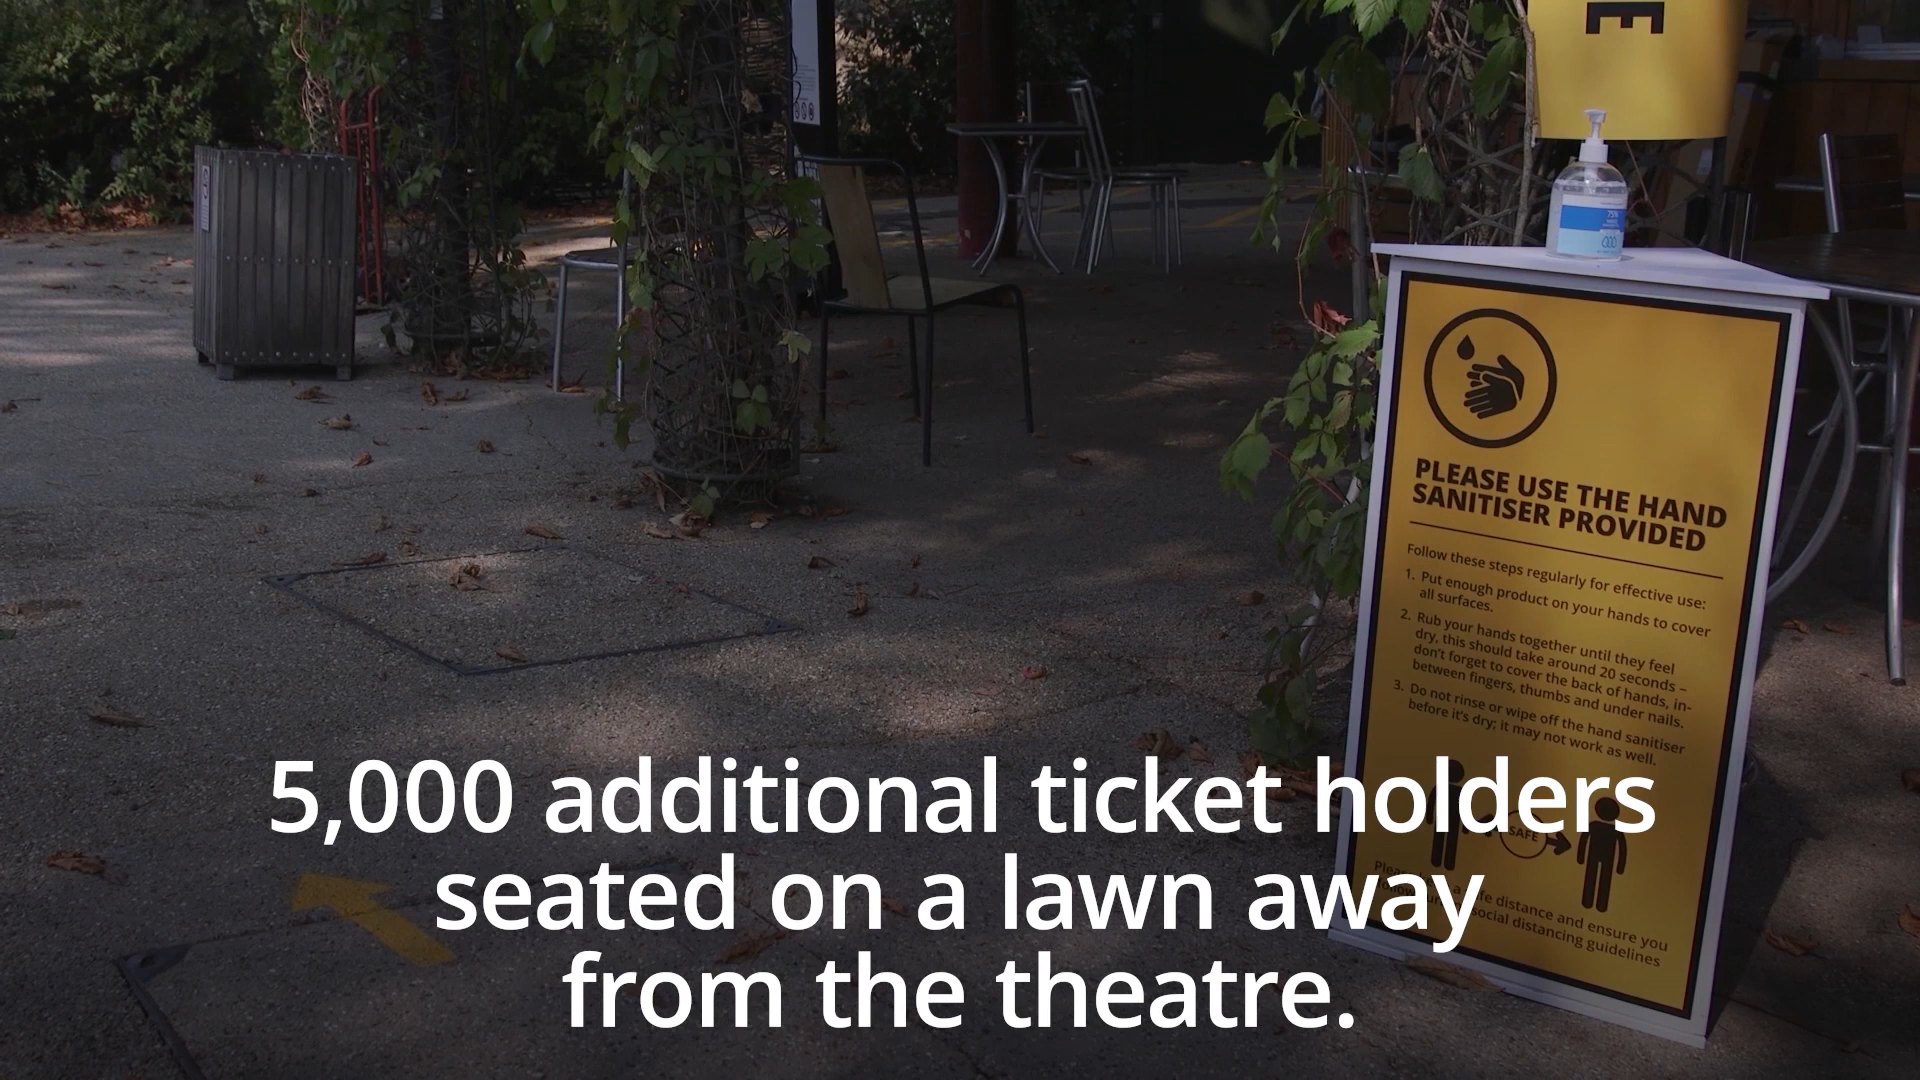 E
75%
PLEASE USE THE HAND
SANITISER PROVIDED
Follow these steps regularly for effective use:
1. Put enough product on your hands to cover
all surfaces.
2. Rub your hands together until they feel
dry, this should take around 20 seconds –
don't forget to cover the back of hands, in-
between fingers, thumbs and under nails.
3. Do not rinse or wipe off the hand sanitiser
before it's dry; it may not work as well.
SAFE
a safe distance and ensure you
social distancing guidelines
5,000 additional ticket holders
seated on a lawn away
from the theatre.